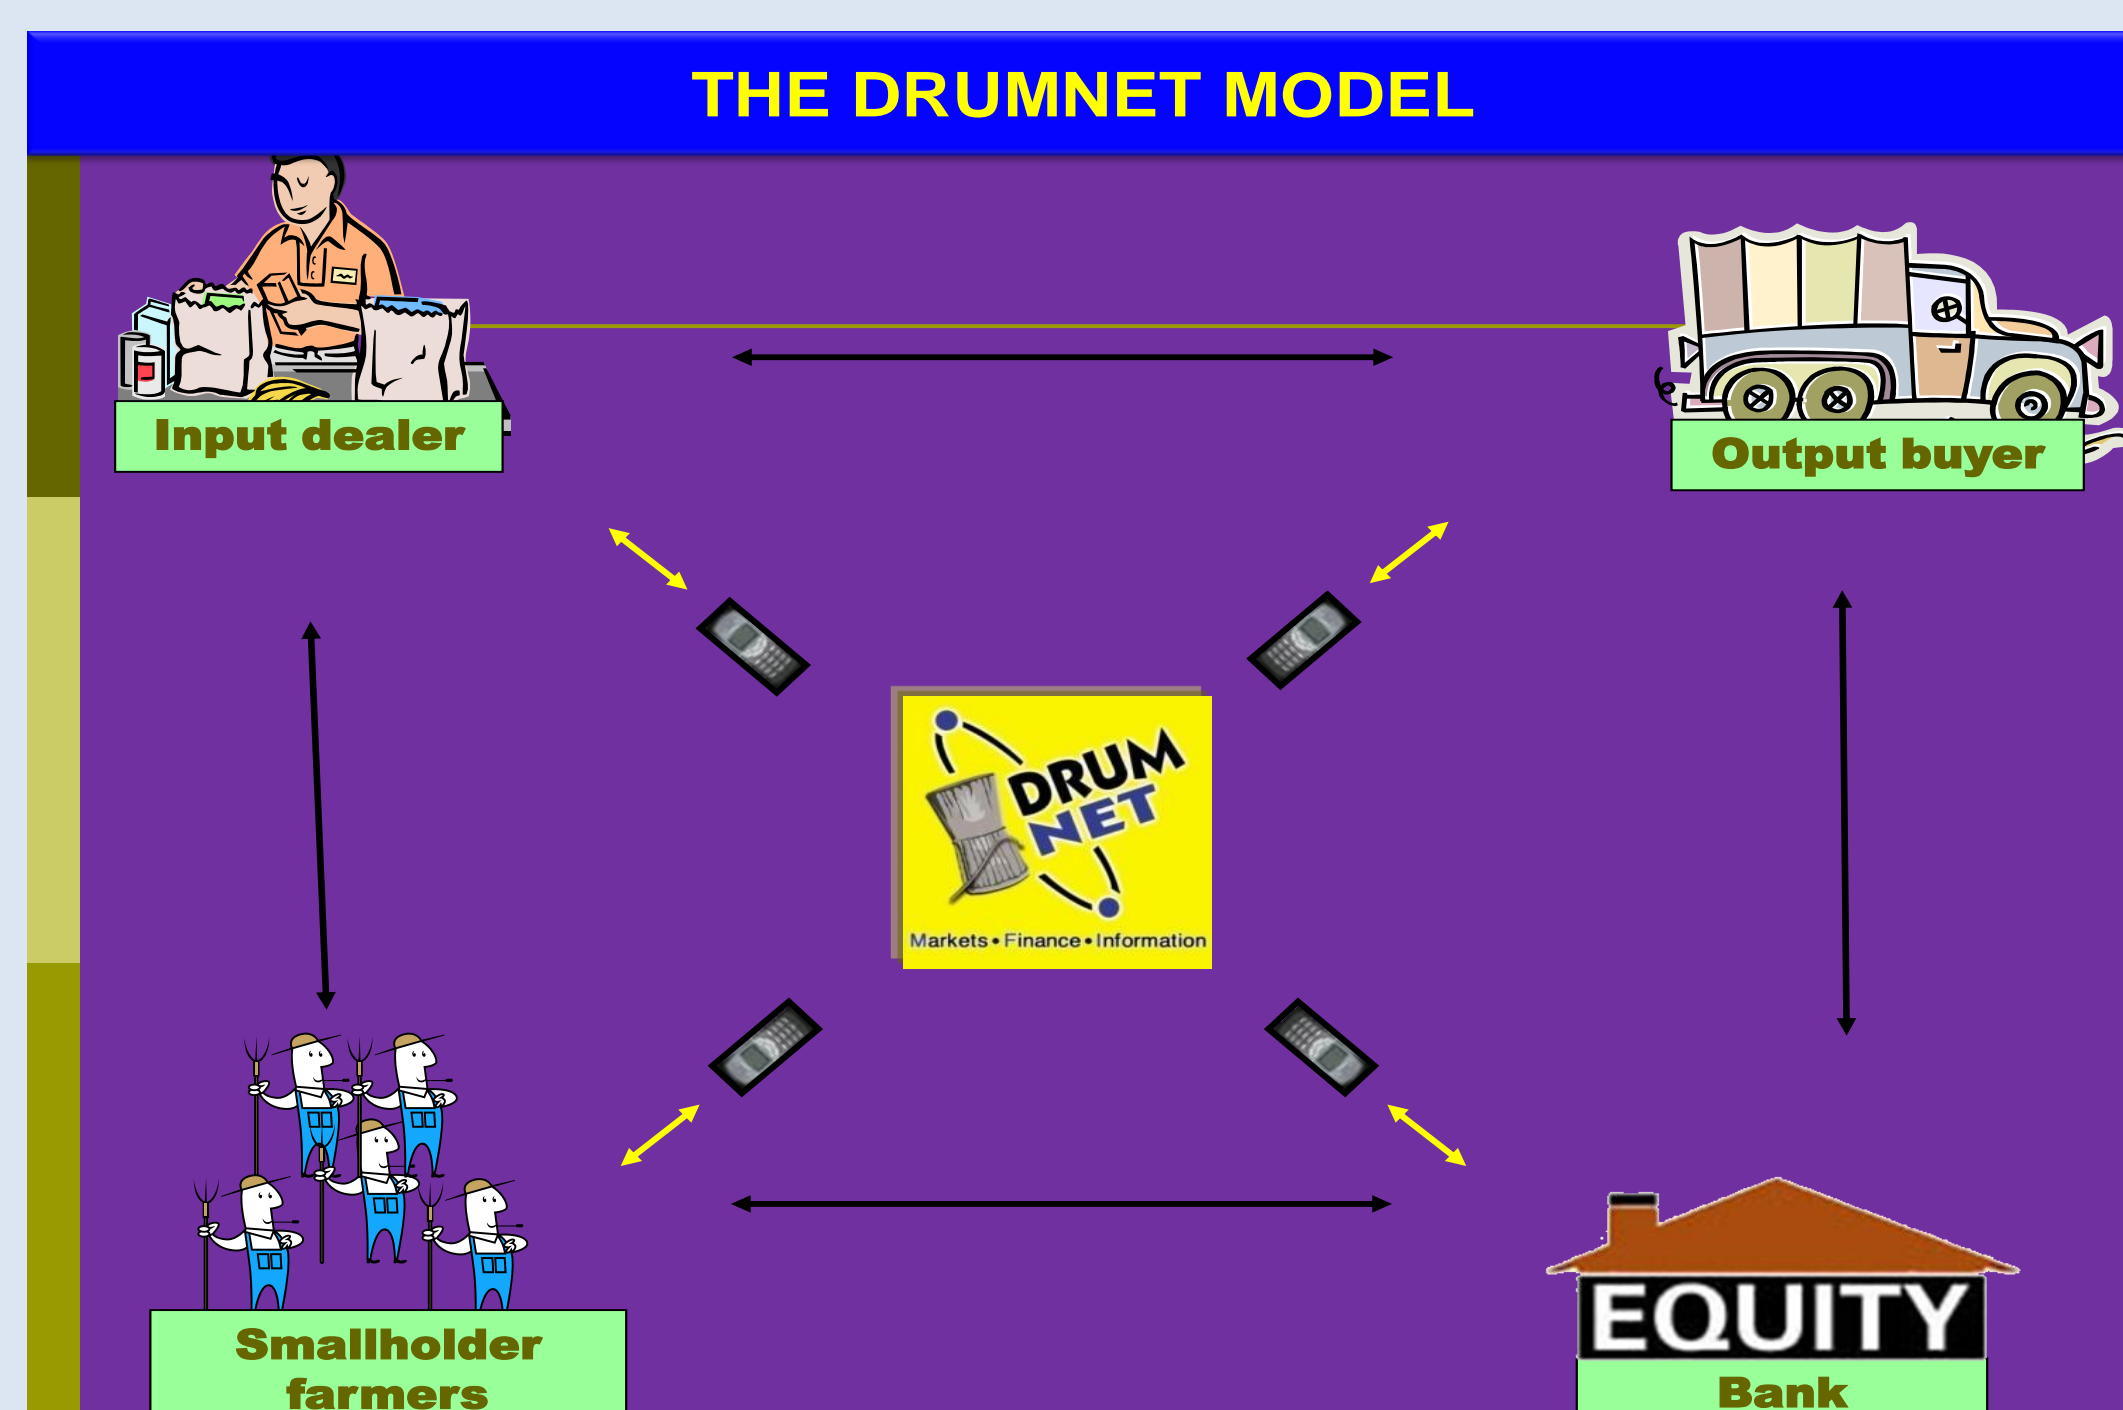 THE DRUMNET MODEL
Input dealer
Output buyer
DRUM
NET
Markets • Finance • Information
EQUITY
Smallholder
farmers
Bank